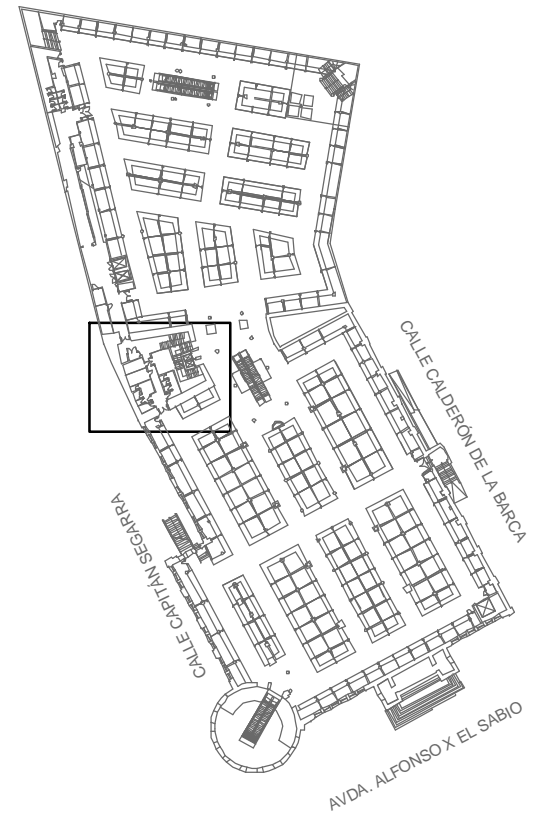 CALLE CALDERÓN DE LA BARCA
CALLE CAPITÁN SEGARRA
AVDA. ALFONSO X EL SABIO